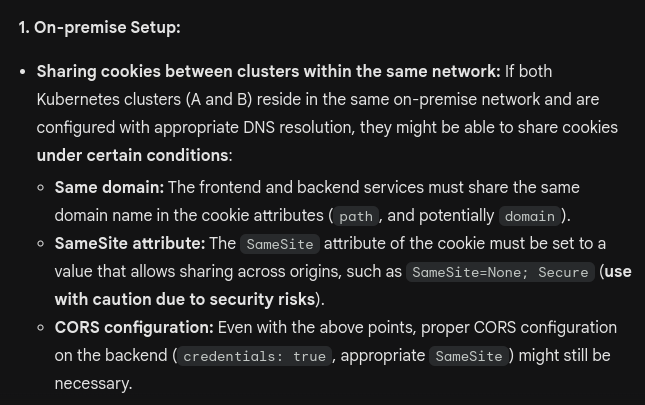 1. On-premise Setup:
• Sharing cookies between clusters within the same network: If both
Kubernetes clusters (A and B) reside in the same on-premise network and are
configured with appropriate DNS resolution, they might be able to share cookies
under certain conditions:
○ Same domain: The frontend and backend services must share the same
domain name in the cookie attributes ( path , and potentially domain ).
○ SameSite attribute: The SameSite attribute of the cookie must be set to a
value that allows sharing across origins, such as SameSite=None; Secure (use
with caution due to security risks).
○ CORS configuration: Even with the above points, proper CORS configuration
on the backend ( credentials: true , appropriate SameSite ) might still be
necessary.